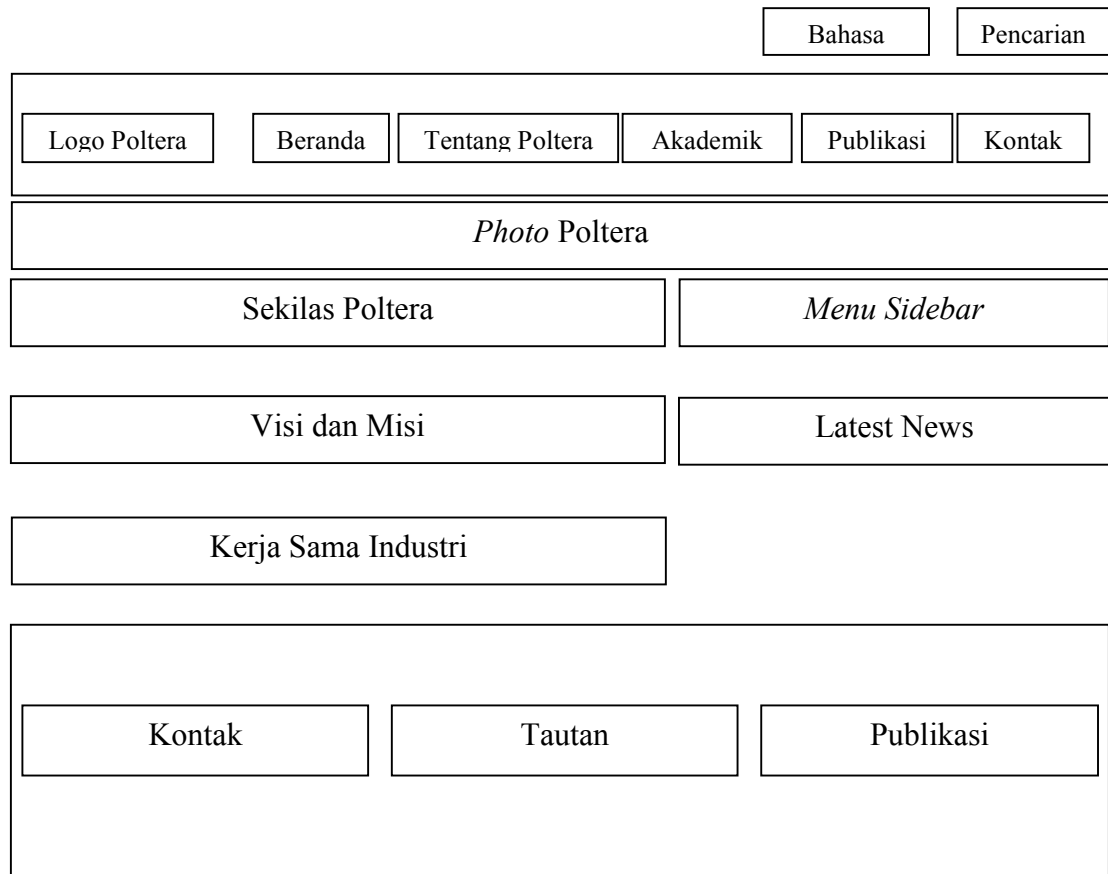 Bahasa
Pencarian
Logo Poltera
Beranda
Tentang Poltera
Akademik
Publikasi
Kontak
Photo Poltera
Sekilas Poltera
Menu Sidebar
Visi dan Misi
Latest News
Kerja Sama Industri
Kontak
Tautan
Publikasi